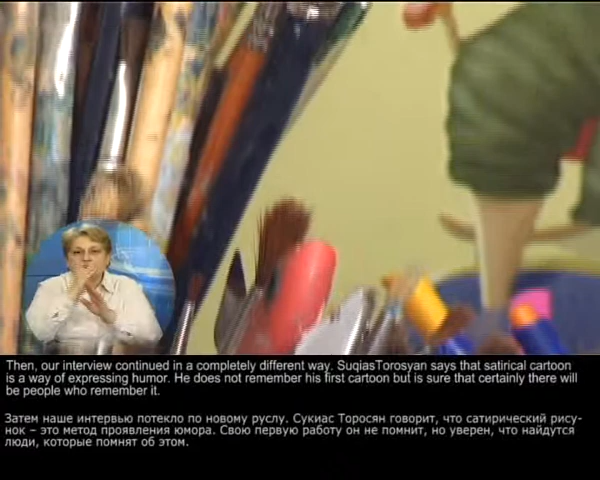 Then, our interview continued in a completely different way. SuqiasTorosyan says that satirical cartoon
is a way of expressing humor. He does not remember his first cartoon but is sure that certainly there will
be people who remember it.
Затем наше интервью потекло по новому руслу. Сукиас Торосян говорит, что сатирический рису-
нок – это метод проявления юмора. Свою первую работу он не помнит, но уверен, что найдутся
люди, которые помнят об этом.